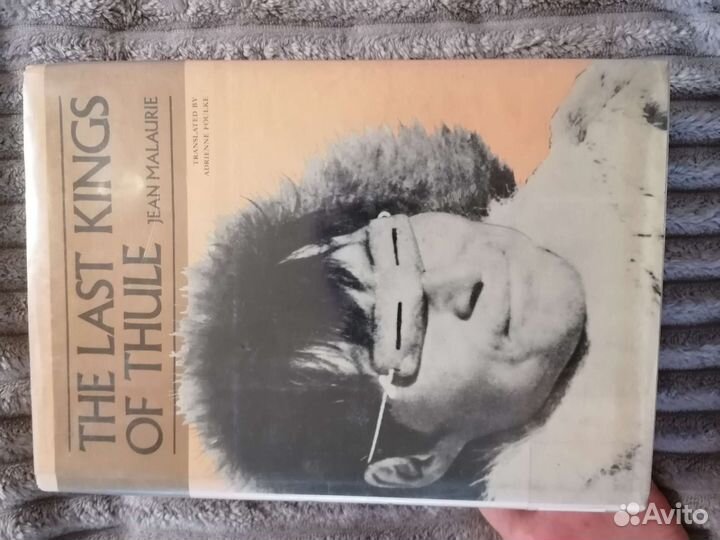 THE LAST KINGS
OF THULE JEAN MALAURIE
TRANSLATED BY
ADRIENNE FOULKE
Avito